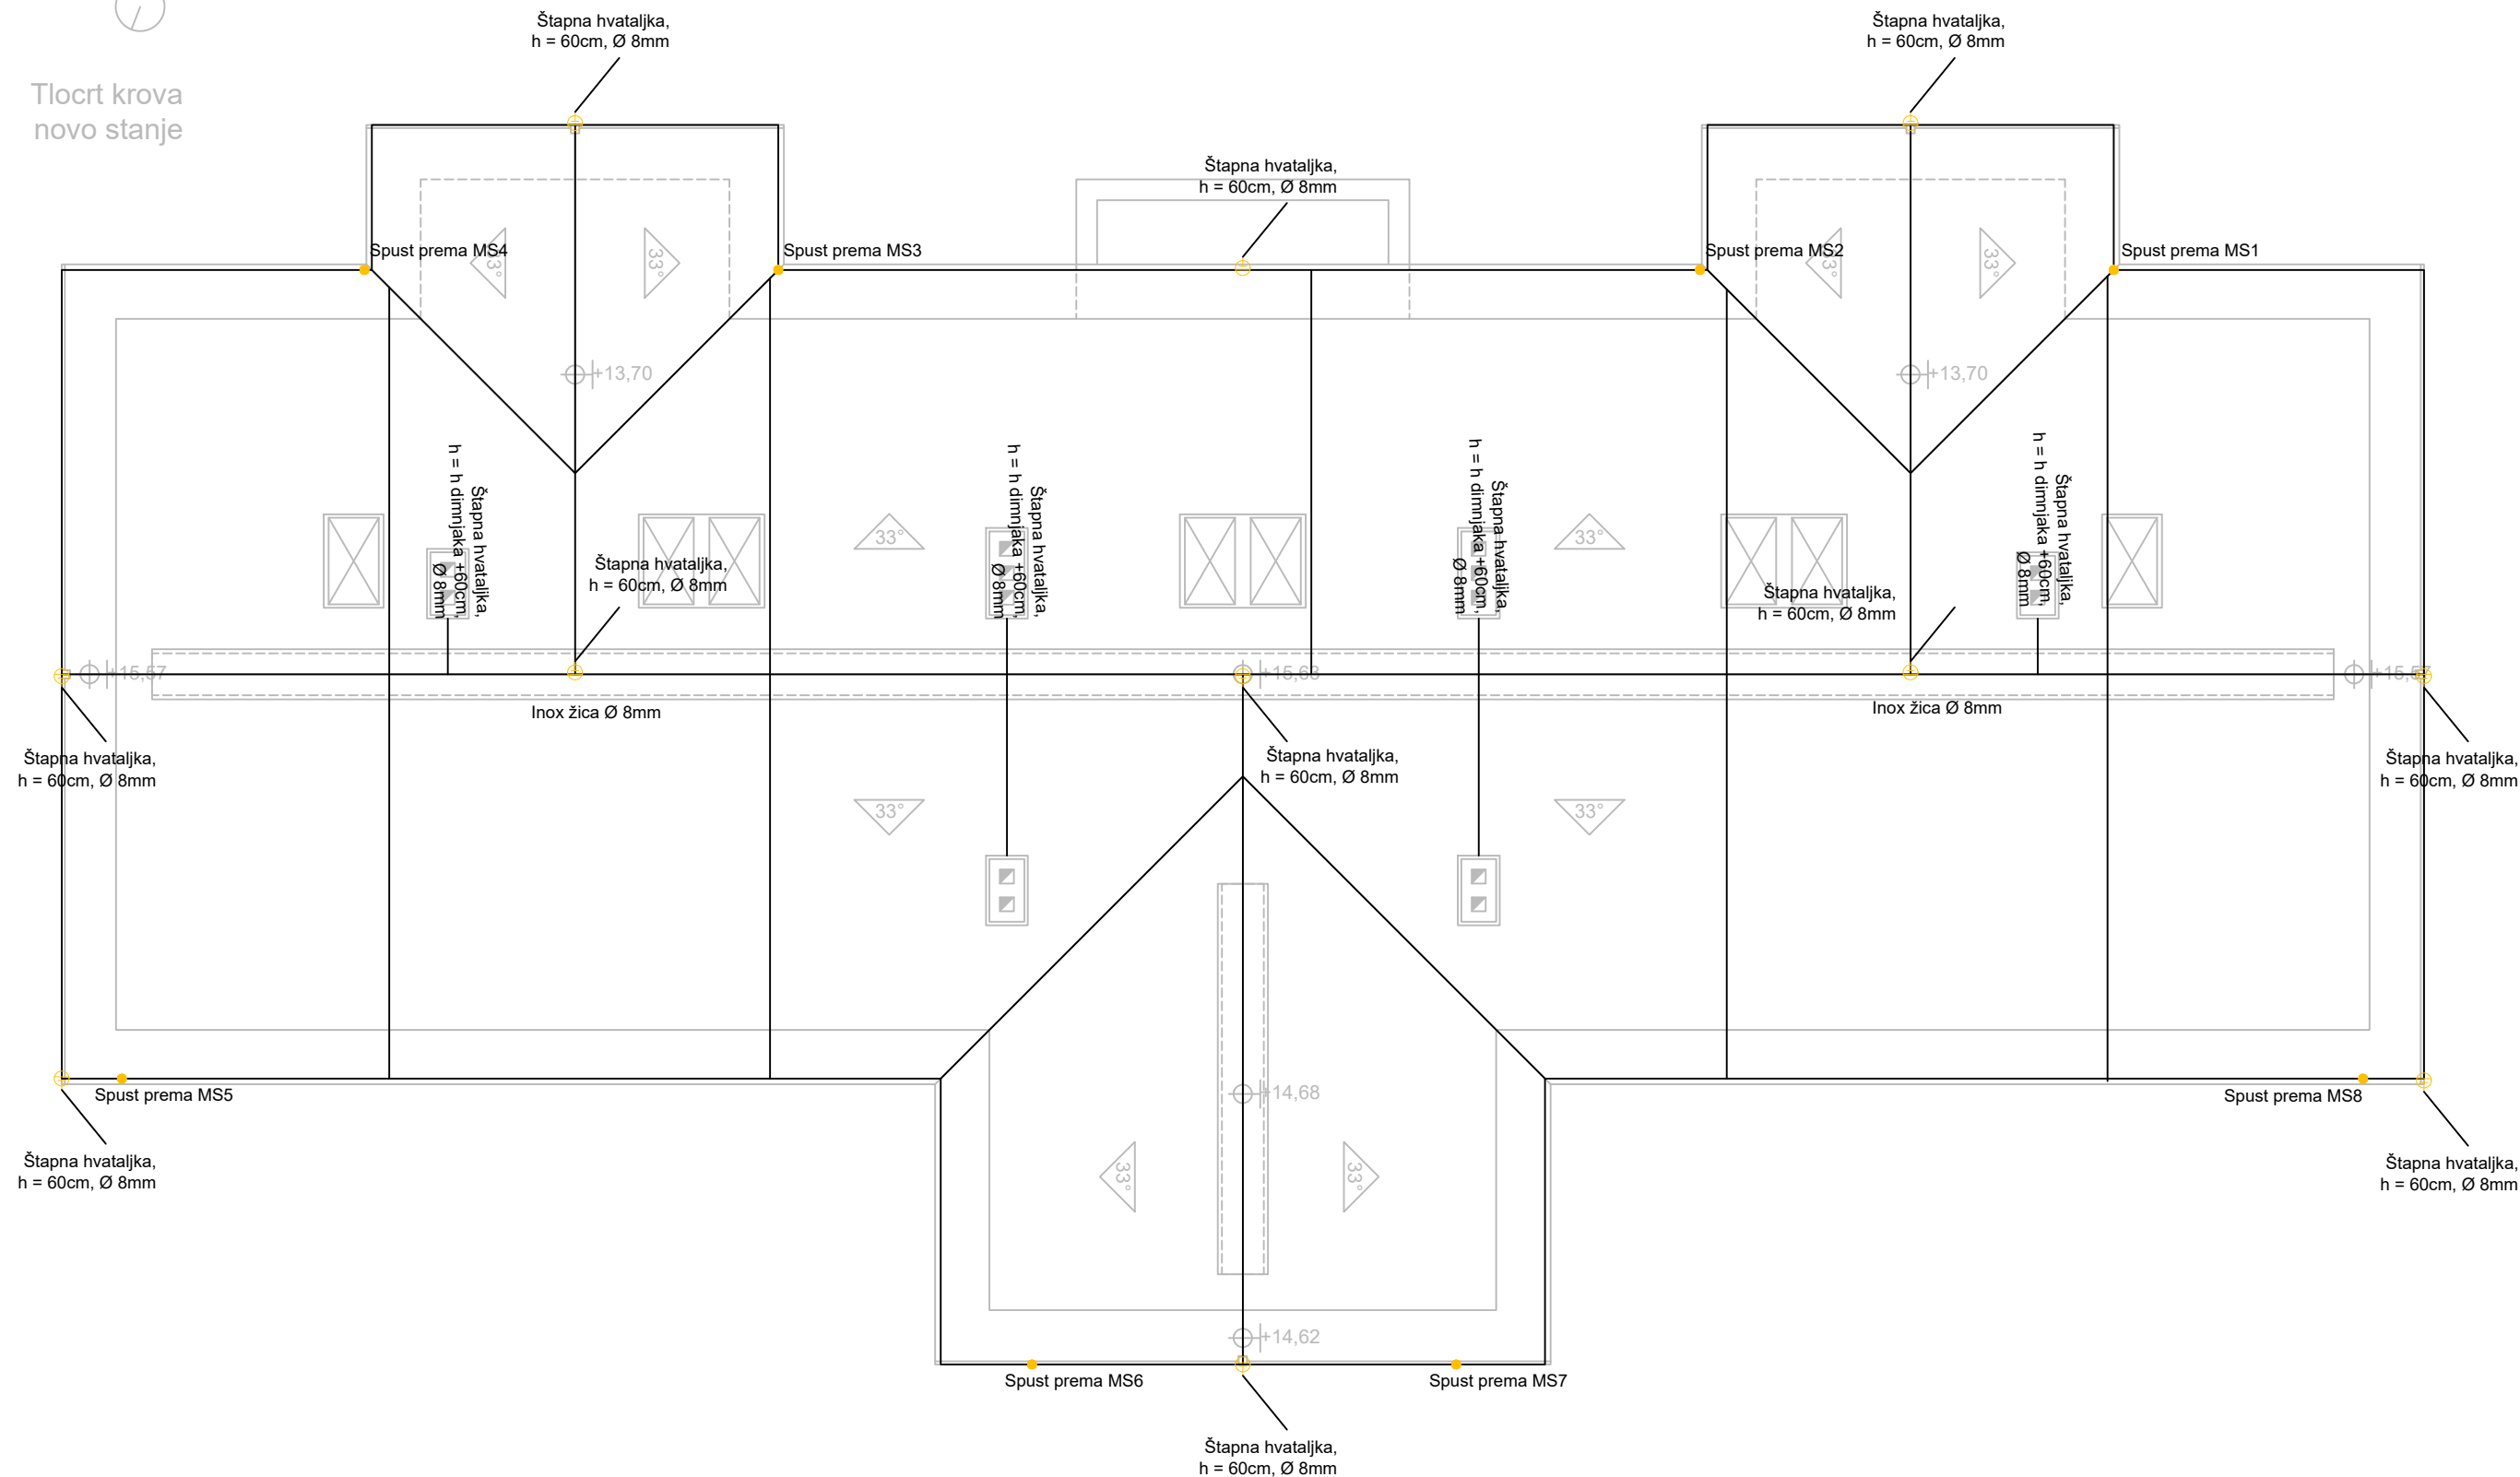 Štapna hvataljka,
h = 60cm, Ø 8mm
Štapna hvataljka,
h = 60cm, Ø 8mm
Tlocrt krova
novo stanje
Štapna hvataljka,
h = 60cm, Ø 8mm
Spust prema MS4
Spust prema MS3
Spust prema MS2
Spust prema MS1
33°
33°
33°
33°
+13,70
+13,70
Štapna hvataljka,
h = h dimnjaka +60cm,
Ø 8mm
Štapna hvataljka,
h = h dimnjaka +60cm,
Ø 8mm
Štapna hvataljka,
h = h dimnjaka +60cm,
Ø 8mm
Štapna hvataljka,
h = h dimnjaka +60cm,
Ø 8mm
33°
33°
Štapna hvataljka,
h = 60cm, Ø 8mm
Štapna hvataljka,
h = 60cm, Ø 8mm
+15,57
+15,63
+15,57
Inox žica Ø 8mm
Inox žica Ø 8mm
Štapna hvataljka,
h = 60cm, Ø 8mm
Štapna hvataljka,
h = 60cm, Ø 8mm
Štapna hvataljka,
h = 60cm, Ø 8mm
33°
33°
Spust prema MS5
+14,68
Spust prema MS8
Štapna hvataljka,
h = 60cm, Ø 8mm
33°
33°
Štapna hvataljka,
h = 60cm, Ø 8mm
+14,62
Spust prema MS6
Spust prema MS7
Štapna hvataljka,
h = 60cm, Ø 8mm